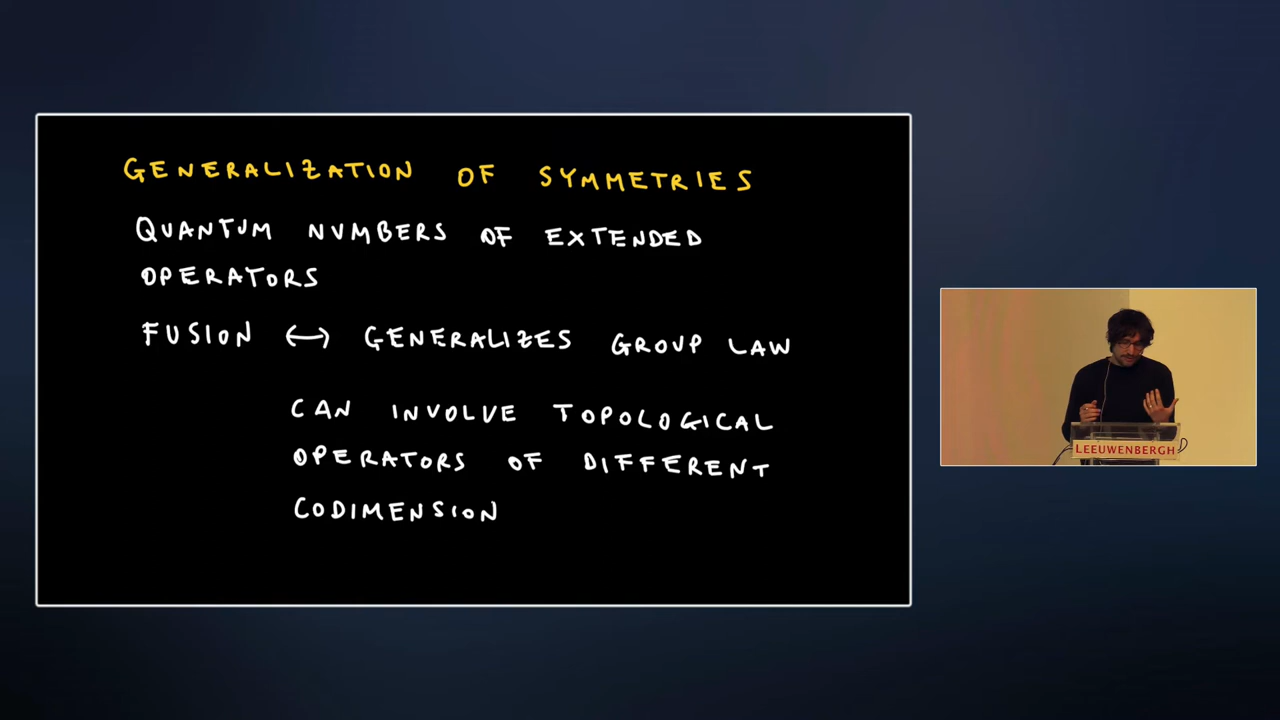 GENERALIZATION OF SYMMETRIES
QUANTUM NUMBERS OF EXTENDED
OPERATORS
FUSION ↔ GENERALIZES GROUP LAW
CAN INVOLVE TOPOLOGICAL
OPERATORS OF DIFFERENT
CODIMENSION
LEEUWENBERGH